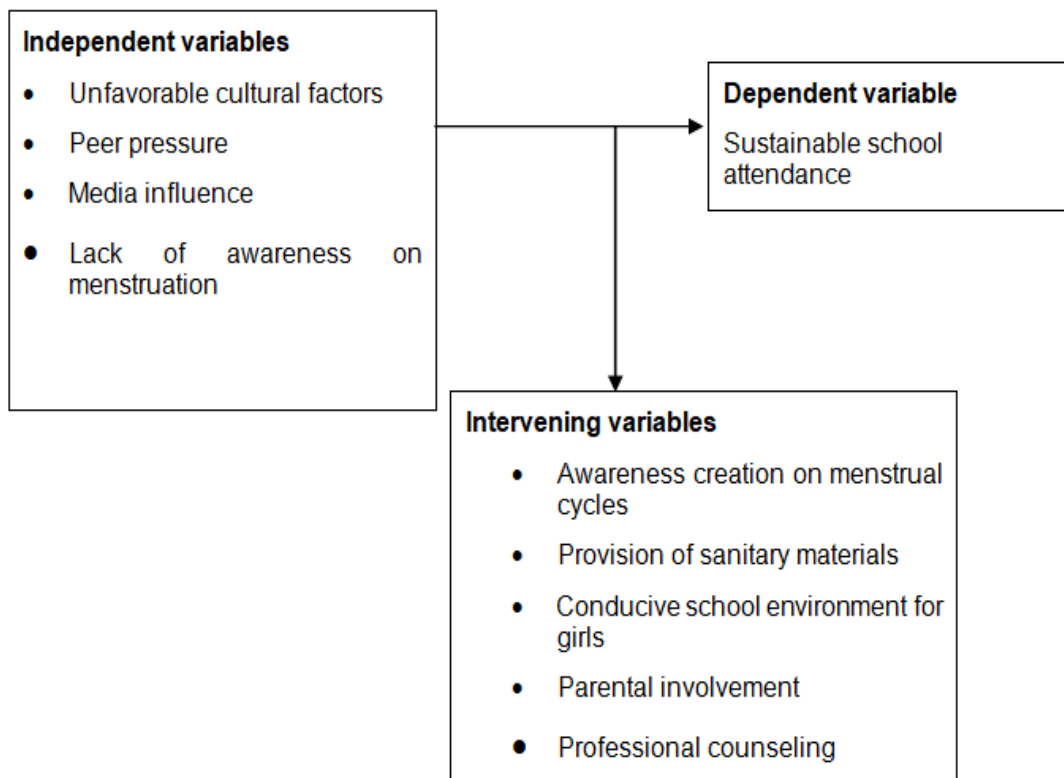 Independent variables
• Unfavorable cultural factors
• Peer pressure
• Media influence
• Lack of awareness on
menstruation
Dependent variable
Sustainable school
attendance
Intervening variables
• Awareness creation on menstrual
cycles
• Provision of sanitary materials
• Conducive school environment for
girls
• Parental involvement
• Professional counseling